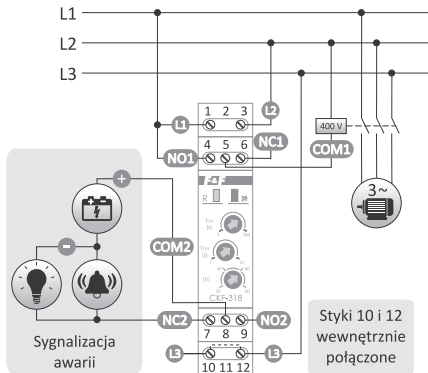 L1
L2
L3
1 2 3
L2
L1
4 5 6
NC1
400 V
NO1
COM1
F&F
R
3~
COM2
CKF-318
NC2
7 8 9
NO2
L3
L3
10 11 12
Sygnalizacja
awarii
Styki 10 i 12
wewnętrznie
połączone
+
−
[V]